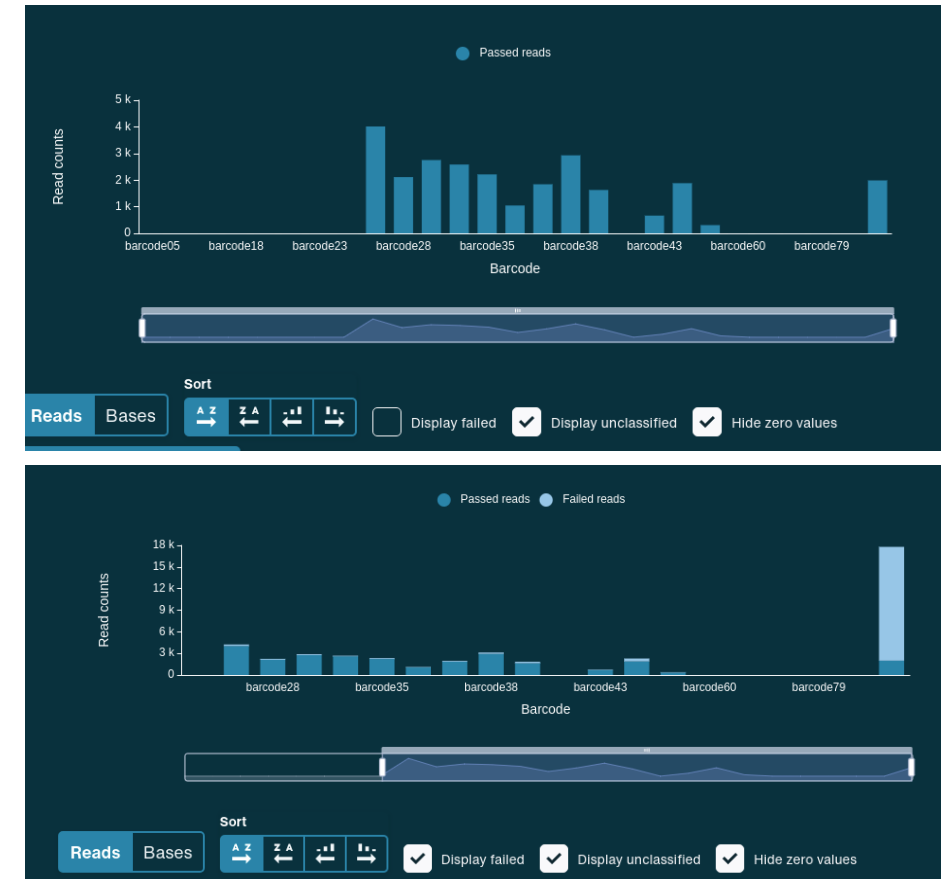 Passed reads
5 k
4 k
3 k
2 k
1 k
0
Read counts
barcode05 barcode18 barcode23 barcode28 barcode35 barcode38 barcode43 barcode60 barcode79
Barcode
Sort
Reads Bases
A Z
Z A
Display failed
Display unclassified
Hide zero values
Passed reads Failed reads
18 k
15 k
12 k
9 k
6 k
3 k
0
Read counts
barcode28 barcode35 barcode38 barcode43 barcode60 barcode79
Barcode
Sort
Reads Bases
A Z
Z A
Display failed
Display unclassified
Hide zero values